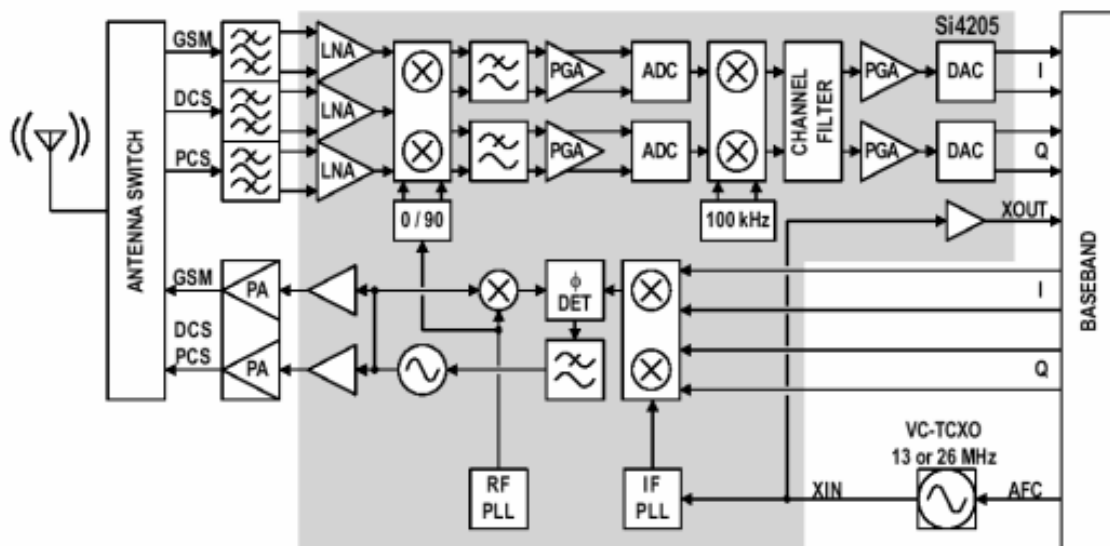 Si4205
GSM
DCS
PCS
ANTENNA SWITCH
LNA
LNA
LNA
0 / 90
PGA
PGA
ADC
ADC
100 kHz
CHANNEL
FILTER
PGA
PGA
DAC
DAC
I
Q
XOUT
BASEBAND
GSM
DCS
PCS
PA
PA
ϕ
DET
I
Q
RF
PLL
IF
PLL
VC-TCXO
13 or 26 MHz
XIN
AFC